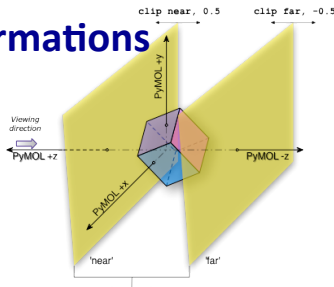 clip near, 0.5
clip far, -0.5
rmations
PyMOL +y
Viewing
direction
PyMOL +z
PyMOL -z
PyMOL +x
'near'
'far'